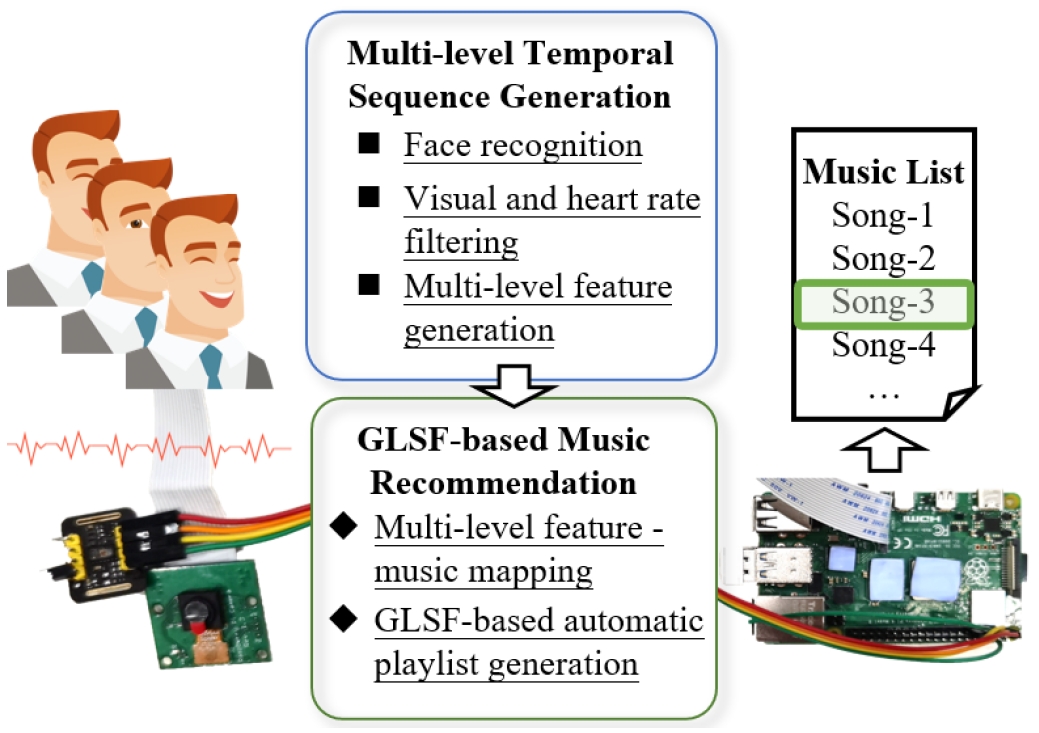 Multi-level Temporal
Sequence Generation
Face recognition
Visual and heart rate
filtering
Multi-level feature
generation
GLSF-based Music
Recommendation
Multi-level feature -
music mapping
GLSF-based automatic
playlist generation
Music List
Song-1
Song-2
Song-3
Song-4
...
HDMI